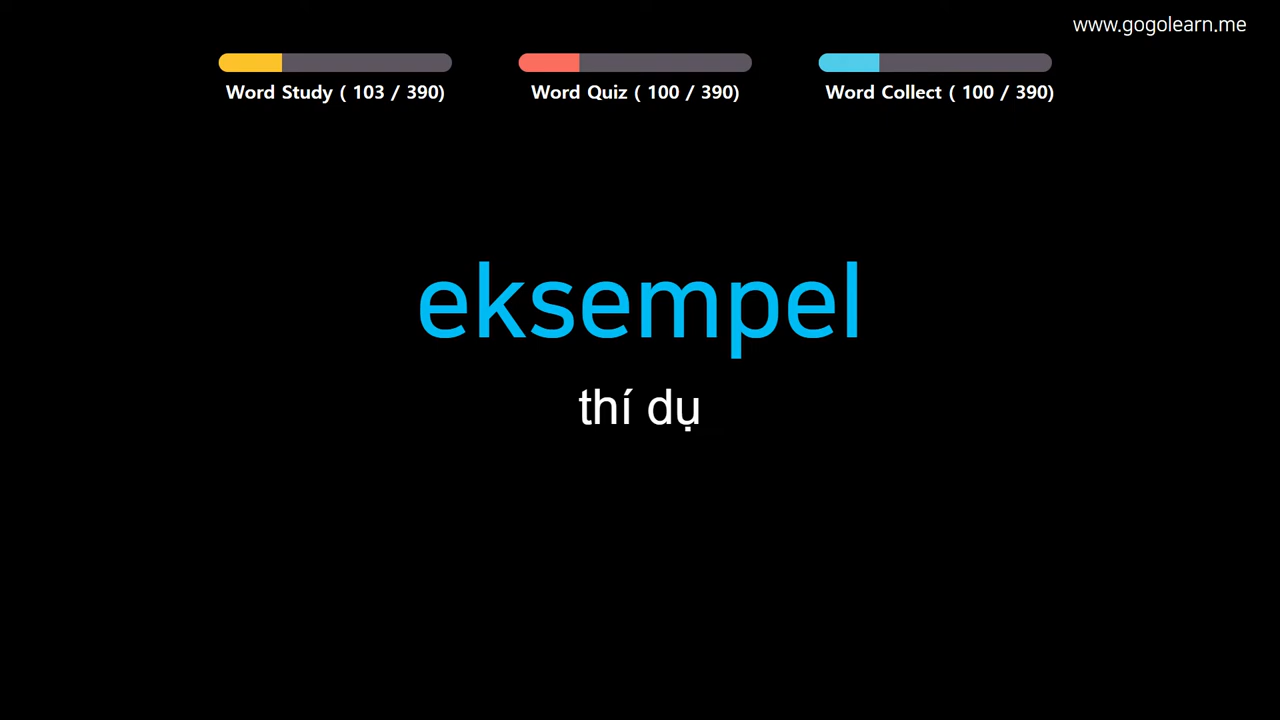 www.gogolearn.me
Word Study ( 103 / 390)
Word Quiz ( 100 / 390)
Word Collect ( 100 / 390)
eksempel
thí dụ